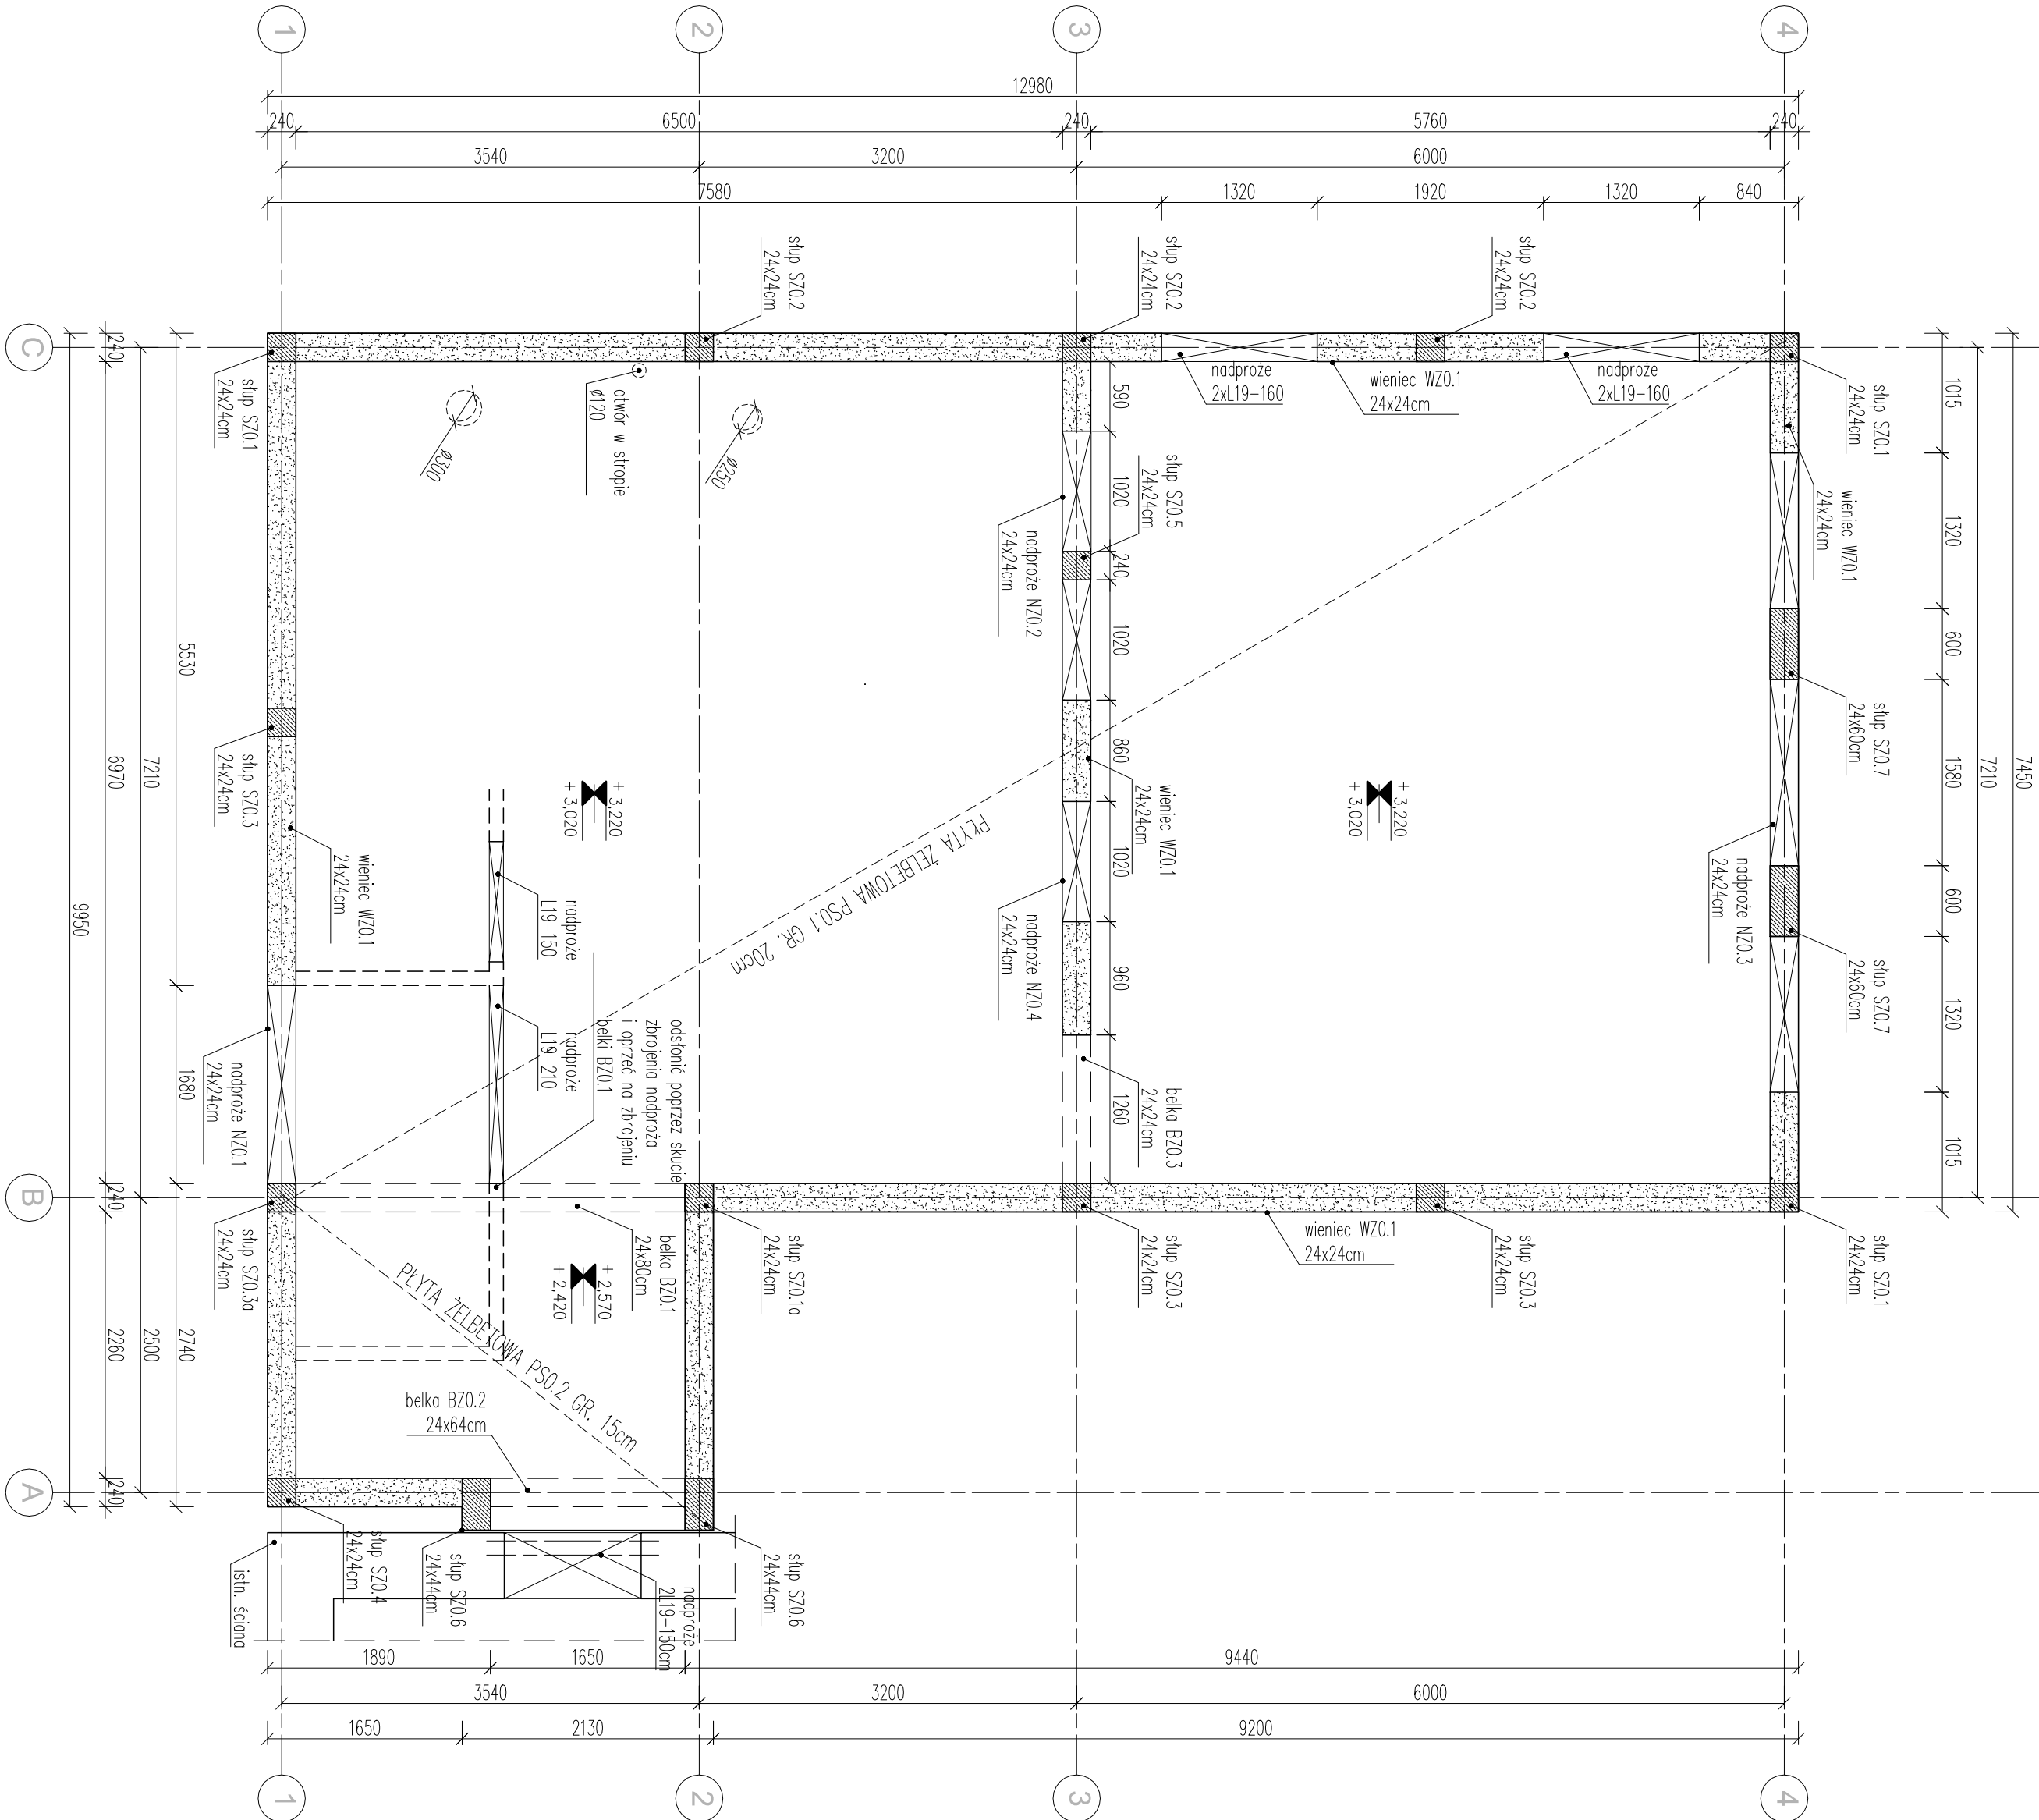 1
2
3
4
12980
240
6500
240
5760
240
3540
3200
6000
7580
1320
1920
1320
840
słup SZ0.2
24x24cm
słup SZ0.2
24x24cm
słup SZ0.2
24x24cm
C
B
A
240
6970
240
2260
240
7210
2500
9950
5530
1680
2740
7450
7210
1015
1320
600
1580
600
1320
1015
słup SZ0.1
24x24cm
ø300
otwór w stropie
ø120
ø250
nadproże
2xL19-160
wieniec WZ0.1
24x24cm
nadproże
2xL19-160
słup SZ0.1
24x24cm
wieniec WZ0.1
24x24cm
590
1020
240
1020
860
1020
960
1260
słup SZ0.5
24x24cm
nadproże NZ0.2
24x24cm
słup SZ0.7
24x60cm
słup SZ0.3
24x24cm
+ 3,220
+ 3,020
+ 3,220
+ 3,020
wieniec WZ0.1
24x24cm
wieniec WZ0.1
24x24cm
PŁYTA ŻELBETOWA PS0.1 GR. 20cm
nadproże NZ0.3
24x24cm
nadproże
L19-150
nadproże NZ0.4
24x24cm
słup SZ0.7
24x60cm
nadproże
L19-210
odsłonić poprzez skucie
zbrojenia nadproża
i oprzeć na zbrojeniu
belki BZ0.1
nadproże NZ0.1
24x24cm
belka BZ0.3
24x24cm
słup SZ0.3a
24x24cm
belka BZ0.1
24x80cm
+ 2,570
+ 2,420
słup SZ0.1a
24x24cm
słup SZ0.3
24x24cm
wieniec WZ0.1
24x24cm
słup SZ0.3
24x24cm
słup SZ0.1
24x24cm
PŁYTA ŻELBETOWA PS0.2 GR. 15cm
belka BZ0.2
24x64cm
słup SZ0.4
24x24cm
istn. ściana
słup SZ0.6
24x44cm
nadproże
2L19-150cm
słup SZ0.6
24x44cm
1890
1650
9440
3540
3200
6000
1650
2130
9200
1
2
3
4